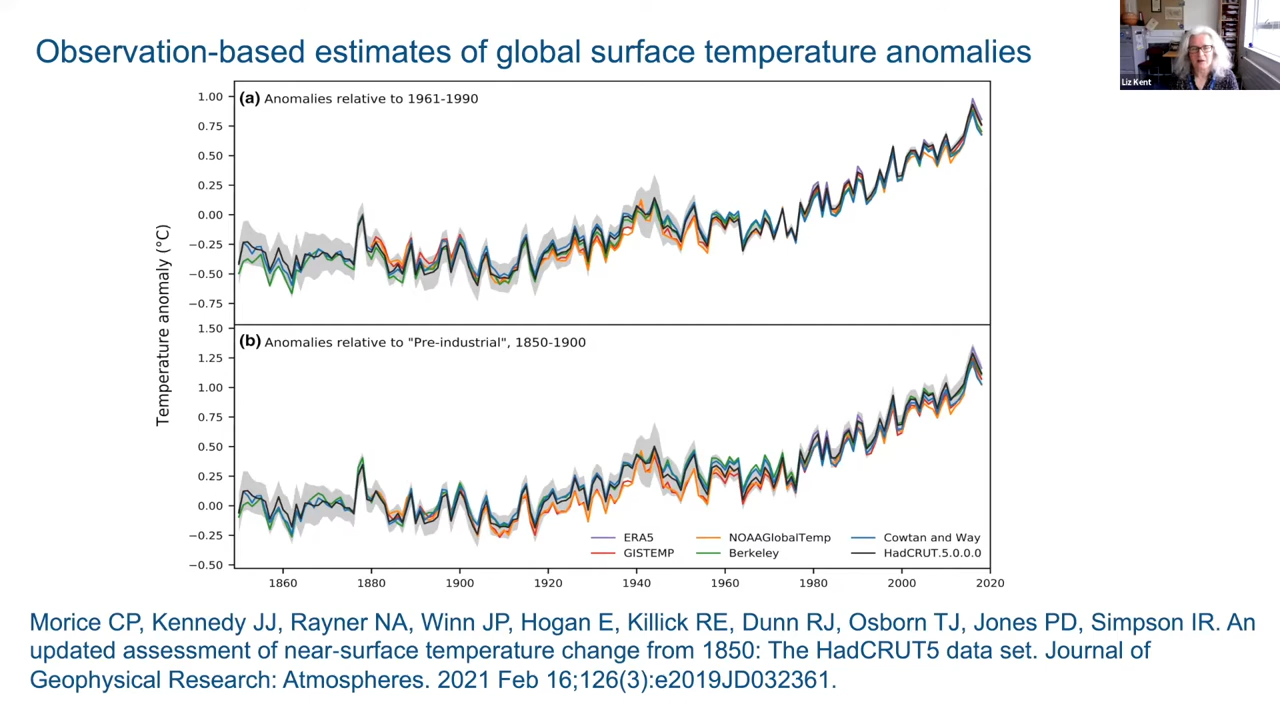 Observation-based estimates of global surface temperature anomalies
Liz Kent
(a) Anomalies relative to 1961-1990
1.00
0.75
0.50
0.25
0.00
−0.25
−0.50
−0.75
Temperature anomaly (°C)
(b) Anomalies relative to "Pre-industrial", 1850-1900
1.50
1.25
1.00
0.75
0.50
0.25
0.00
−0.25
−0.50
ERA5
NOAAGlobalTemp
Cowtan and Way
GISTEMP
Berkeley
HadCRUT.5.0.0.0
1860 1880 1900 1920 1940 1960 1980 2000 2020
Morice CP, Kennedy JJ, Rayner NA, Winn JP, Hogan E, Killick RE, Dunn RJ, Osborn TJ, Jones PD, Simpson IR. An
updated assessment of near-surface temperature change from 1850: The HadCRUT5 data set. Journal of
Geophysical Research: Atmospheres. 2021 Feb 16;126(3):e2019JD032361.